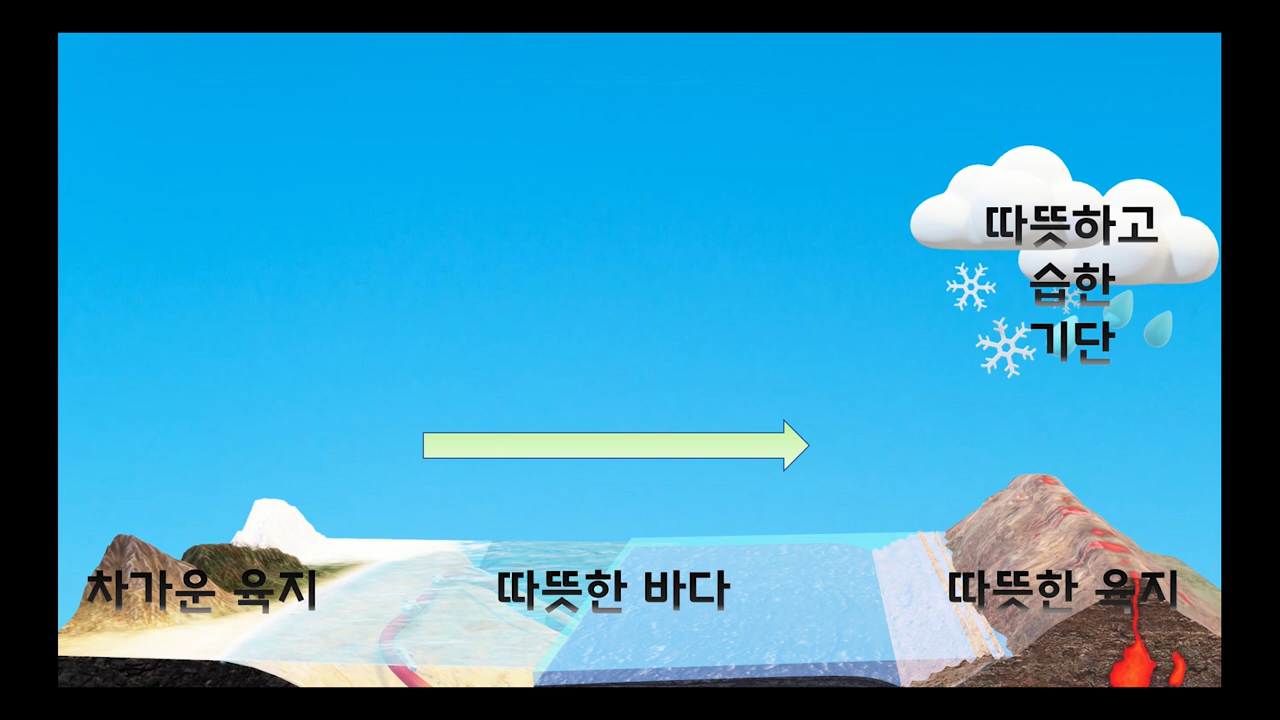 따뜻하고
습한
기단
차가운 육지
따뜻한 바다
따뜻한 육지